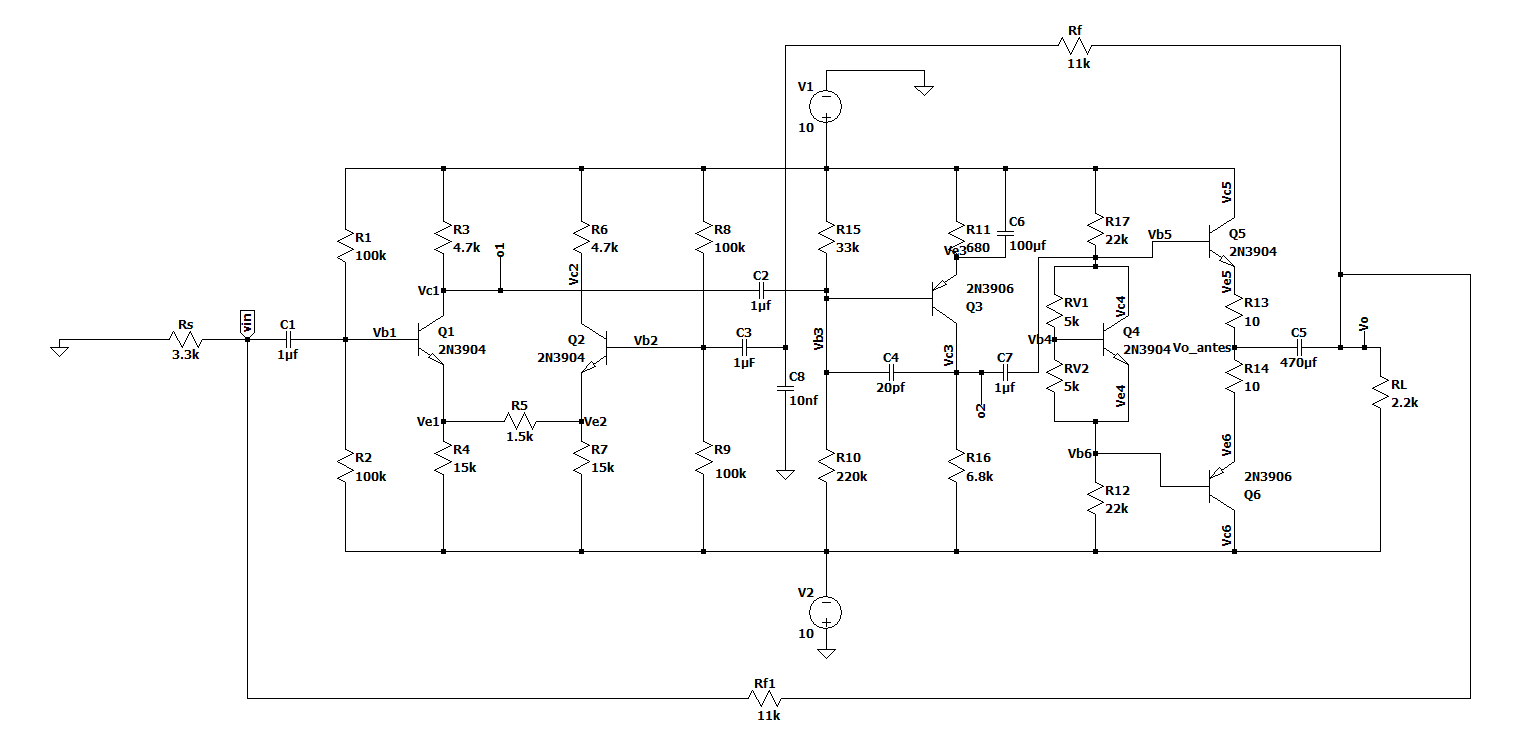 Rf
11k
V1
10
R1
100k
R3
4.7k
o1
R6
4.7k
R8
100k
R15
33k
R11
680
C6
100µf
R17
22k
Vc5
Vb5
Q5
2N3904
Ve3
Vc1
Vc2
C2
1µf
2N3906
Q3
RV1
5k
Vc4
Ve5
R13
10
Rs
3.3k
vin
C1
1µf
Vb1
Q1
2N3904
Q2
2N3904
Vb2
C3
1µF
Vb3
Vc3
Vb4
Q4
2N3904
Vo_antes
C5
470µf
Vo
C8
10nf
C4
20pf
C7
1µf
o2
RV2
5k
Ve4
R14
10
RL
2.2k
Ve1
R5
1.5k
Ve2
R2
100k
R4
15k
R7
15k
R9
100k
R10
220k
R16
6.8k
Vb6
R12
22k
Ve6
2N3906
Q6
Vc6
V2
10
Rf1
11k